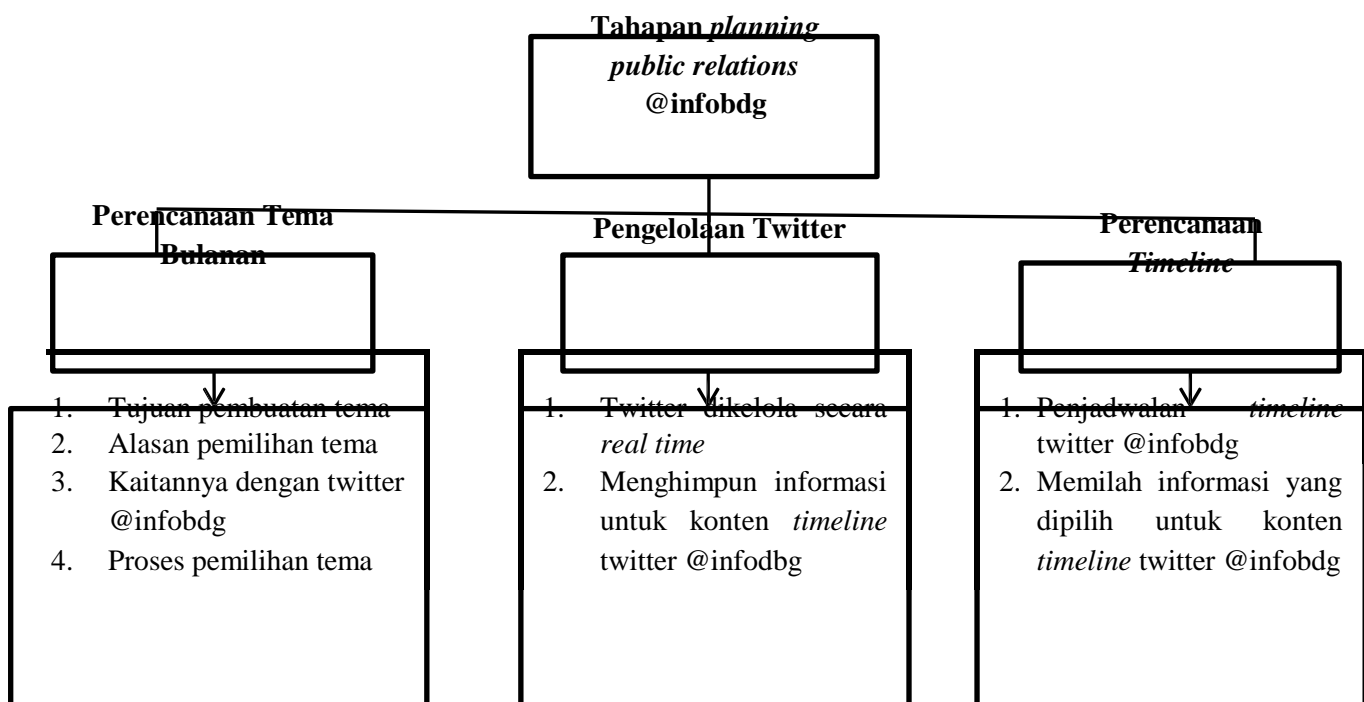 Tahapan planning
public relations
@infobdg
Perencanaan Tema
Bulanan
Pengelolaan Twitter
Perencanaan
Timeline
1. Tujuan pembuatan tema
2. Alasan pemilihan tema
3. Kaitannya dengan twitter
@infobdg
4. Proses pemilihan tema
1. Twitter dikelola secara
real time
2. Menghimpun informasi
untuk konten timeline
twitter @infodbg
1. Penjadwalan timeline
twitter @infobdg
2. Memilah informasi yang
dipilih untuk konten
timeline twitter @infobdg